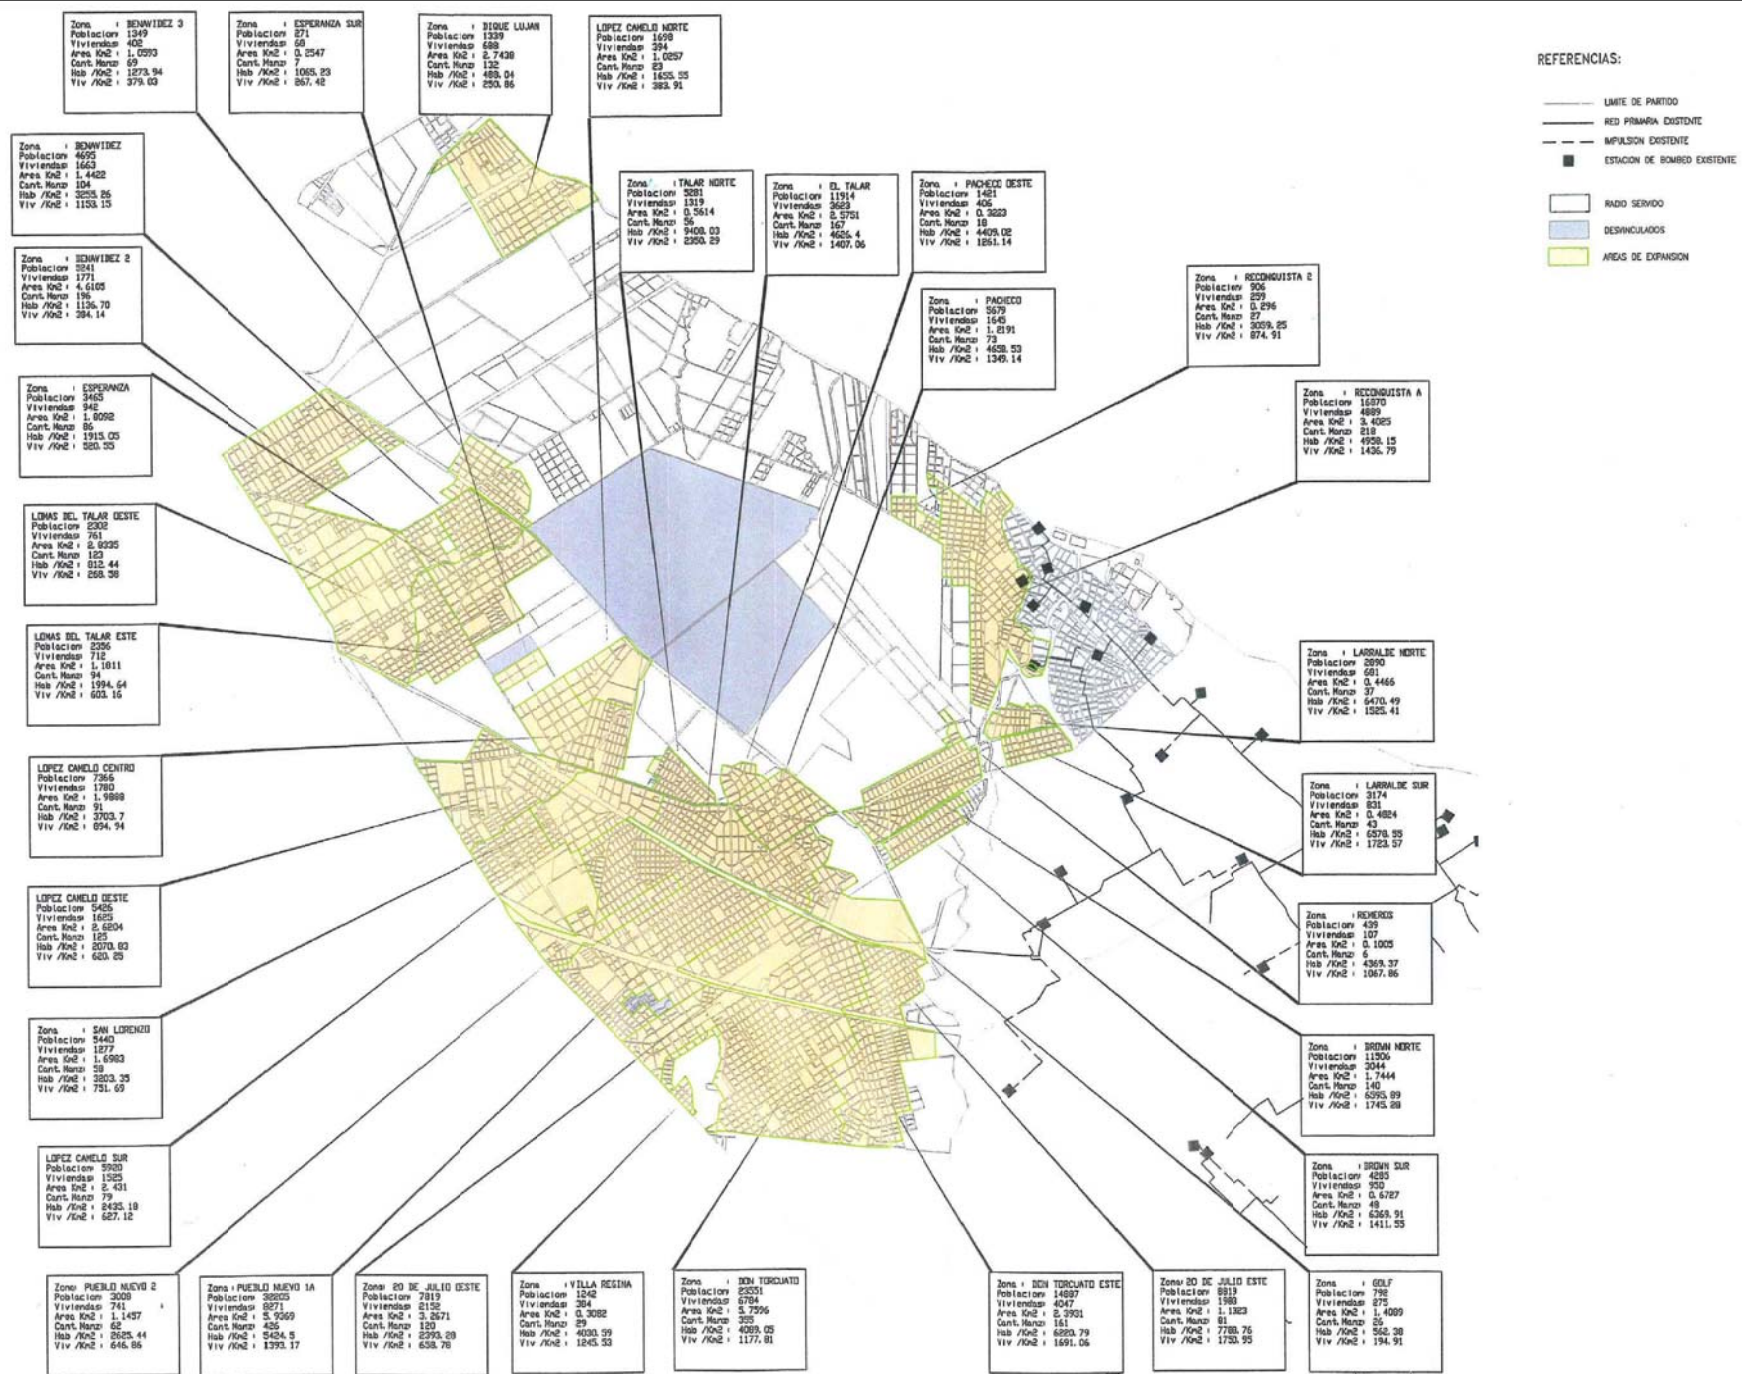 Zona : BENAVIDEZ 3
Poblacion: 1349
Viviendas: 402
Area Km2 : 1.0593
Cant. Manz: 69
Hab /Km2 : 1273.94
Viv /Km2 : 379.03
Zona : ESPERANZA SUR
Poblacion: 271
Viviendas: 68
Area Km2 : 0.2547
Cant. Manz: 7
Hab /Km2 : 1065.23
Viv /Km2 : 267.42
Zona : DIQUE LUJAN
Poblacion: 1339
Viviendas: 688
Area Km2 : 2.7438
Cant. Manz: 132
Hab /Km2 : 488.04
Viv /Km2 : 250.86
LOPEZ CAMELO NORTE
Poblacion: 1698
Viviendas: 394
Area Km2 : 1.0257
Cant. Manz: 23
Hab /Km2 : 1655.55
Viv /Km2 : 383.91
REFERENCIAS:
LIMITE DE PARTIDO
RED PRIMARIA EXISTENTE
IMPULSION EXISTENTE
ESTACION DE BOMBEO EXISTENTE
RADIO SERVIDO
DESVINCULADOS
AREAS DE EXPANSION
Zona : BENAVIDEZ
Poblacion: 4695
Viviendas: 1663
Area Km2 : 1.4422
Cant. Manz: 104
Hab /Km2 : 3255.26
Viv /Km2 : 1153.15
Zona : TALAR NORTE
Poblacion: 5281
Viviendas: 1319
Area Km2 : 0.5614
Cant. Manz: 56
Hab /Km2 : 9408.03
Viv /Km2 : 2350.29
Zona : EL TALAR
Poblacion: 11914
Viviendas: 3623
Area Km2 : 2.5751
Cant. Manz: 167
Hab /Km2 : 4626.4
Viv /Km2 : 1407.06
Zona : PACHECO OESTE
Poblacion: 1421
Viviendas: 406
Area Km2 : 0.3223
Cant. Manz: 18
Hab /Km2 : 4409.02
Viv /Km2 : 1261.14
Zona : BENAVIDEZ 2
Poblacion: 5241
Viviendas: 1771
Area Km2 : 4.6105
Cant. Manz: 196
Hab /Km2 : 1136.70
Viv /Km2 : 384.14
Zona : PACHECO
Poblacion: 5679
Viviendas: 1645
Area Km2 : 1.2191
Cant. Manz: 73
Hab /Km2 : 4658.53
Viv /Km2 : 1349.14
Zona : RECONQUISTA 2
Poblacion: 906
Viviendas: 259
Area Km2 : 0.296
Cant. Manz: 27
Hab /Km2 : 3059.25
Viv /Km2 : 874.91
Zona : ESPERANZA
Poblacion: 3465
Viviendas: 942
Area Km2 : 1.8092
Cant. Manz: 86
Hab /Km2 : 1915.05
Viv /Km2 : 520.55
Zona : RECONQUISTA A
Poblacion: 16870
Viviendas: 4889
Area Km2 : 3.4025
Cant. Manz: 218
Hab /Km2 : 4958.15
Viv /Km2 : 1436.79
LOMAS DEL TALAR OESTE
Poblacion: 2302
Viviendas: 761
Area Km2 : 2.8335
Cant. Manz: 123
Hab /Km2 : 812.44
Viv /Km2 : 268.58
LOMAS DEL TALAR ESTE
Poblacion: 2356
Viviendas: 712
Area Km2 : 1.1811
Cant. Manz: 94
Hab /Km2 : 1994.64
Viv /Km2 : 603.16
Zona : LARRALDE NORTE
Poblacion: 2890
Viviendas: 681
Area Km2 : 0.4466
Cant. Manz: 37
Hab /Km2 : 6470.49
Viv /Km2 : 1525.41
LOPEZ CAMELO CENTRO
Poblacion: 7366
Viviendas: 1780
Area Km2 : 1.9888
Cant. Manz: 91
Hab /Km2 : 3703.7
Viv /Km2 : 894.94
Zona : LARRALDE SUR
Poblacion: 3174
Viviendas: 831
Area Km2 : 0.4824
Cant. Manz: 43
Hab /Km2 : 6578.55
Viv /Km2 : 1723.57
LOPEZ CAMELO OESTE
Poblacion: 5426
Viviendas: 1625
Area Km2 : 2.6204
Cant. Manz: 125
Hab /Km2 : 2070.83
Viv /Km2 : 620.25
Zona : REMEROS
Poblacion: 439
Viviendas: 107
Area Km2 : 0.1005
Cant. Manz: 6
Hab /Km2 : 4369.37
Viv /Km2 : 1067.86
Zona : SAN LORENZO
Poblacion: 5440
Viviendas: 1277
Area Km2 : 1.6983
Cant. Manz: 58
Hab /Km2 : 3203.35
Viv /Km2 : 751.69
Zona : BROWN NORTE
Poblacion: 11506
Viviendas: 3044
Area Km2 : 1.7444
Cant. Manz: 140
Hab /Km2 : 6595.89
Viv /Km2 : 1745.28
LOPEZ CAMELO SUR
Poblacion: 5920
Viviendas: 1525
Area Km2 : 2.431
Cant. Manz: 79
Hab /Km2 : 2435.18
Viv /Km2 : 627.12
Zona : BROWN SUR
Poblacion: 4285
Viviendas: 950
Area Km2 : 0.6727
Cant. Manz: 48
Hab /Km2 : 6369.91
Viv /Km2 : 1411.55
Zona: PUEBLO NUEVO 2
Poblacion: 3008
Viviendas: 741
Area Km2 : 1.1457
Cant. Manz: 62
Hab /Km2 : 2625.44
Viv /Km2 : 646.86
Zona : PUEBLO NUEVO 1A
Poblacion: 32205
Viviendas: 8271
Area Km2 : 5.9369
Cant. Manz: 426
Hab /Km2 : 5424.5
Viv /Km2 : 1393.17
Zona: 20 DE JULIO OESTE
Poblacion: 7819
Viviendas: 2152
Area Km2 : 3.2671
Cant. Manz: 120
Hab /Km2 : 2393.28
Viv /Km2 : 658.78
Zona : VILLA REGINA
Poblacion: 1242
Viviendas: 384
Area Km2 : 0.3082
Cant. Manz: 29
Hab /Km2 : 4030.59
Viv /Km2 : 1245.53
Zona : DON TORCUATO
Poblacion: 23551
Viviendas: 6784
Area Km2 : 5.7596
Cant. Manz: 355
Hab /Km2 : 4089.05
Viv /Km2 : 1177.81
Zona : DON TORCUATO ESTE
Poblacion: 14887
Viviendas: 4047
Area Km2 : 2.3931
Cant. Manz: 161
Hab /Km2 : 6220.79
Viv /Km2 : 1691.06
Zona: 20 DE JULIO ESTE
Poblacion: 8819
Viviendas: 1983
Area Km2 : 1.1323
Cant. Manz: 81
Hab /Km2 : 7788.76
Viv /Km2 : 1750.95
Zona : GOLF
Poblacion: 792
Viviendas: 275
Area Km2 : 1.4089
Cant. Manz: 26
Hab /Km2 : 562.38
Viv /Km2 : 194.91